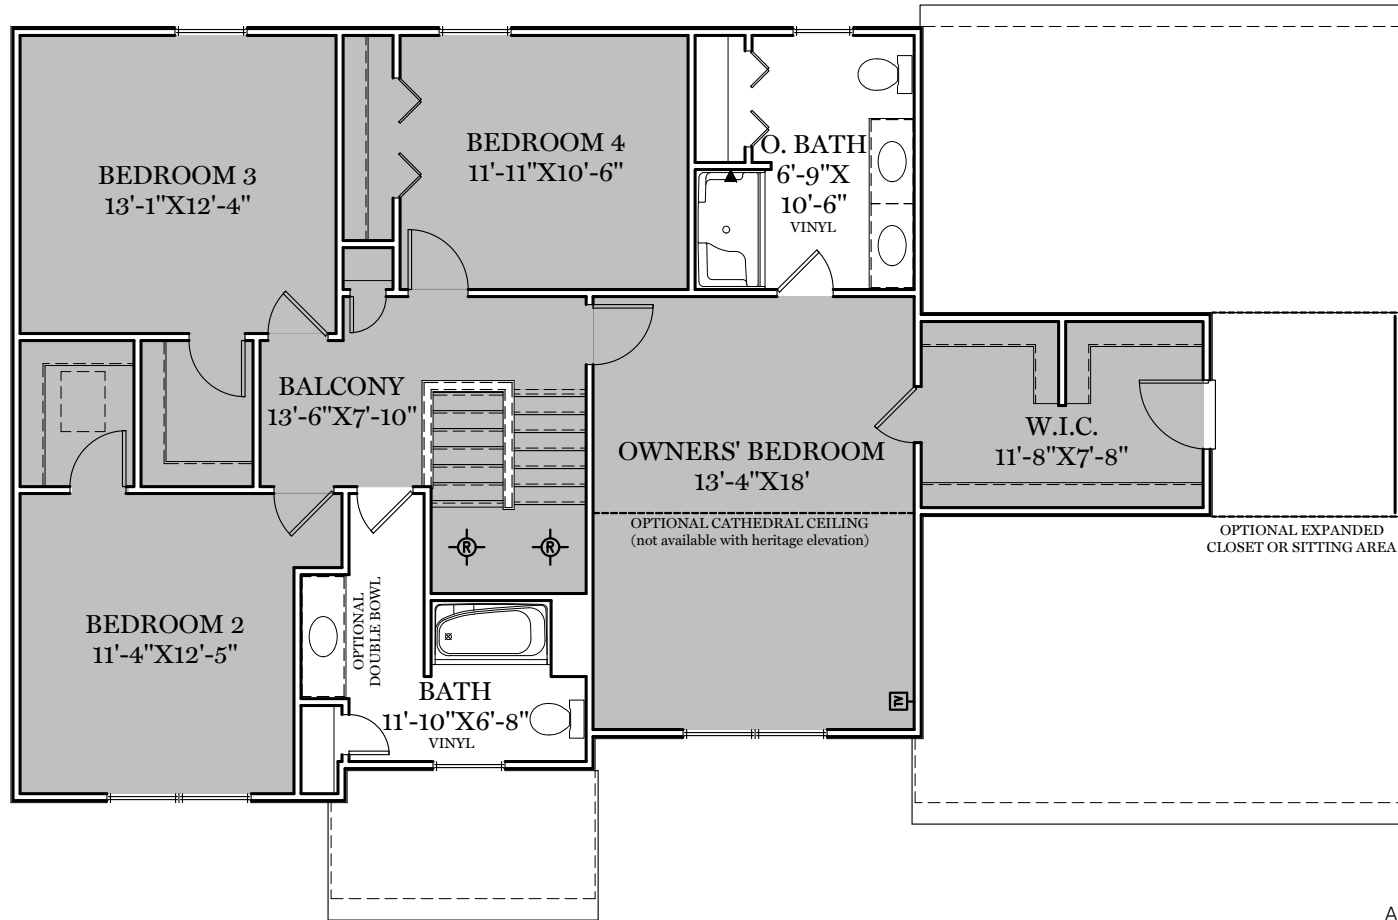 BEDROOM 3
13'-1"X12'-4"
BEDROOM 4
11'-11"X10'-6"
O. BATH
6'-9"X
10'-6"
VINYL
BALCONY
13'-6"X7'-10"
OWNERS' BEDROOM
13'-4"X18'
OPTIONAL CATHEDRAL CEILING
(not available with heritage elevation)
W.I.C.
11'-8"X7'-8"
OPTIONAL EXPANDED
CLOSET OR SITTING AREA
R
R
BEDROOM 2
11'-4"X12'-5"
OPTIONAL
DOUBLE BOWL
BATH
11'-10"X6'-8"
VINYL
TV
A